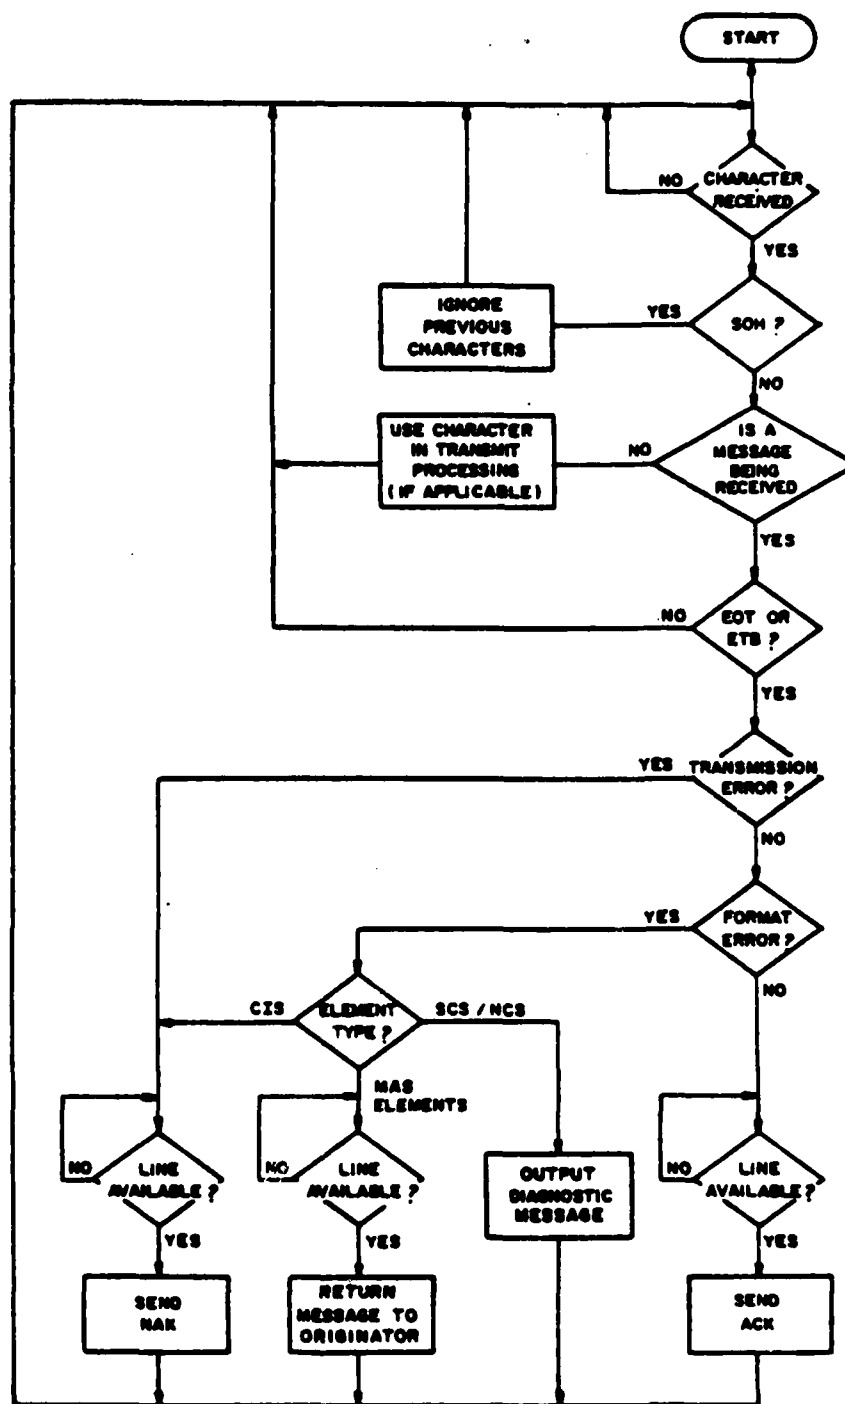 START
CHARACTER
RECEIVED
NO
YES
SOH ?
YES
NO
IGNORE
PREVIOUS
CHARACTERS
IS A
MESSAGE
BEING
RECEIVED
NO
YES
USE CHARACTER
IN TRANSMIT
PROCESSING
(IF APPLICABLE)
EOT OR
ETB ?
NO
YES
TRANSMISSION
ERROR ?
YES
NO
FORMAT
ERROR ?
YES
NO
ELEMENT
TYPE ?
CIS
SCS / NCS
MAS
ELEMENTS
LINE
AVAILABLE ?
NO
YES
LINE
AVAILABLE ?
NO
YES
OUTPUT
DIAGNOSTIC
MESSAGE
LINE
AVAILABLE ?
NO
YES
SEND
NAK
RETURN
MESSAGE TO
ORIGINATOR
SEND
ACK